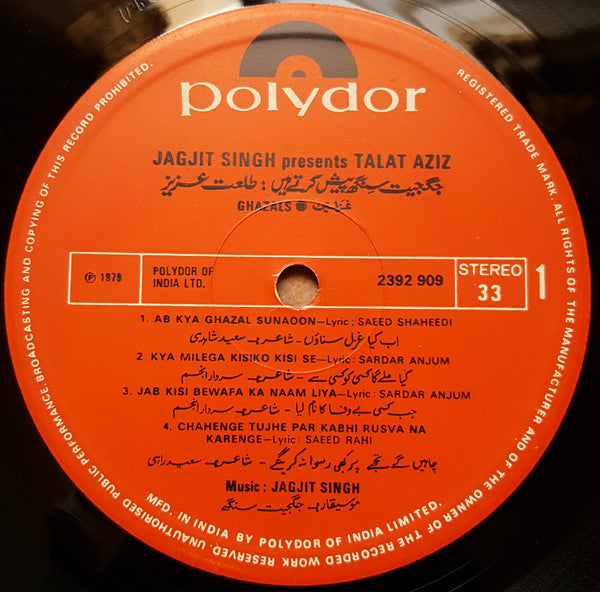 polydor
JAGJIT SINGH presents TALAT AZIZ
جگجیت سنگھ پیش کرتے ہیں: طلعت عزیز
GHAZALS غزلیں
℗ 1979
POLYDOR OF
INDIA LTD.
2392 909
STEREO
33
1
1. AB KYA GHAZAL SUNAOON–Lyric : SAEED SHAHEEDI
اب کیا غزل سناؤں – شاعر: سعید شاہدی
2. KYA MILEGA KISIKO KISI SE–Lyric : SARDAR ANJUM
کیا ملے گا کسی کو کسی سے – شاعر: سردار انجم
3. JAB KISI BEWAFA KA NAAM LIYA–Lyric : SARDAR ANJUM
جب کسی بے وفا کا نام لیا – شاعر: سردار انجم
4. CHAHENGE TUJHE PAR KABHI RUSVA NA
KARENGE–Lyric : SAEED RAHI
چاہیں گے تجھے پر کبھی رسوا نہ کریں گے – شاعر: سعید راہی
Music : JAGJIT SINGH
موسیقار: جگجیت سنگھ
MFD. IN INDIA BY POLYDOR OF INDIA LIMITED.
REGISTERED TRADE MARK. ALL RIGHTS OF THE MANUFACTURER AND OF THE OWNER OF THE RECORDED WORK RESERVED. UNAUTHORISED PUBLIC PERFORMANCE, BROADCASTING AND COPYING OF THIS RECORD PROHIBITED.